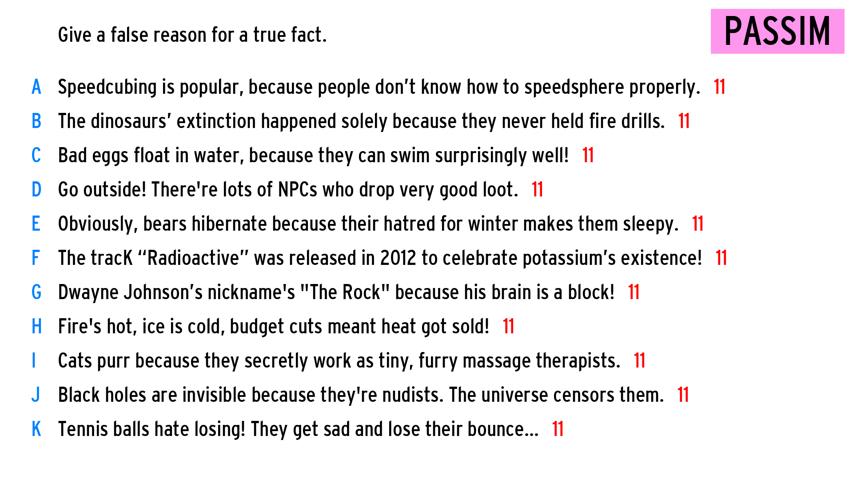 Give a false reason for a true fact.
PASSIM
A Speedcubing is popular, because people don’t know how to speedsphere properly. 11
B The dinosaurs’ extinction happened solely because they never held fire drills. 11
C Bad eggs float in water, because they can swim surprisingly well! 11
D Go outside! There're lots of NPCs who drop very good loot. 11
E Obviously, bears hibernate because their hatred for winter makes them sleepy. 11
F The tracK “Radioactive” was released in 2012 to celebrate potassium’s existence! 11
G Dwayne Johnson’s nickname's "The Rock" because his brain is a block! 11
H Fire's hot, ice is cold, budget cuts meant heat got sold! 11
I Cats purr because they secretly work as tiny, furry massage therapists. 11
J Black holes are invisible because they're nudists. The universe censors them. 11
K Tennis balls hate losing! They get sad and lose their bounce... 11